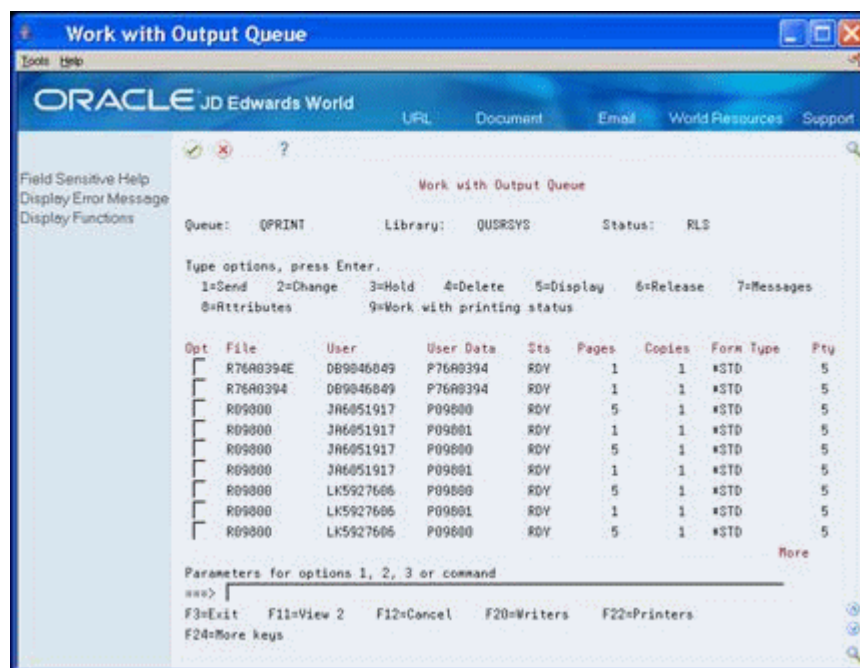 Work with Output Queue
Tools Help
ORACLE JD Edwards World
URL Document Email World Resources Support
?
Field Sensitive Help
Display Error Message
Display Functions
Work with Output Queue
Queue: QPRINT Library: QUSRSYS Status: RLS
Type options, press Enter.
1=Send 2=Change 3=Hold 4=Delete 5=Display 6=Release 7=Messages
8=Attributes 9=Work with printing status
Opt File User User Data Sts Pages Copies Form Type Pty
R76A0394E DB9046849 P76A0394 RDY 1 1 *STD 5
R76A0394 DB9046849 P76A0394 RDY 1 1 *STD 5
R09800 JA6051917 P09800 RDY 5 1 *STD 5
R09800 JA6051917 P09801 RDY 1 1 *STD 5
R09800 JA6051917 P09800 RDY 5 1 *STD 5
R09800 JA6051917 P09801 RDY 1 1 *STD 5
R09800 LK5927606 P09800 RDY 5 1 *STD 5
R09800 LK5927606 P09801 RDY 1 1 *STD 5
R09800 LK5927606 P09800 RDY 5 1 *STD 5
More
Parameters for options 1, 2, 3 or command
===>
F3=Exit F11=View 2 F12=Cancel F20=Writers F22=Printers
F24=More keys